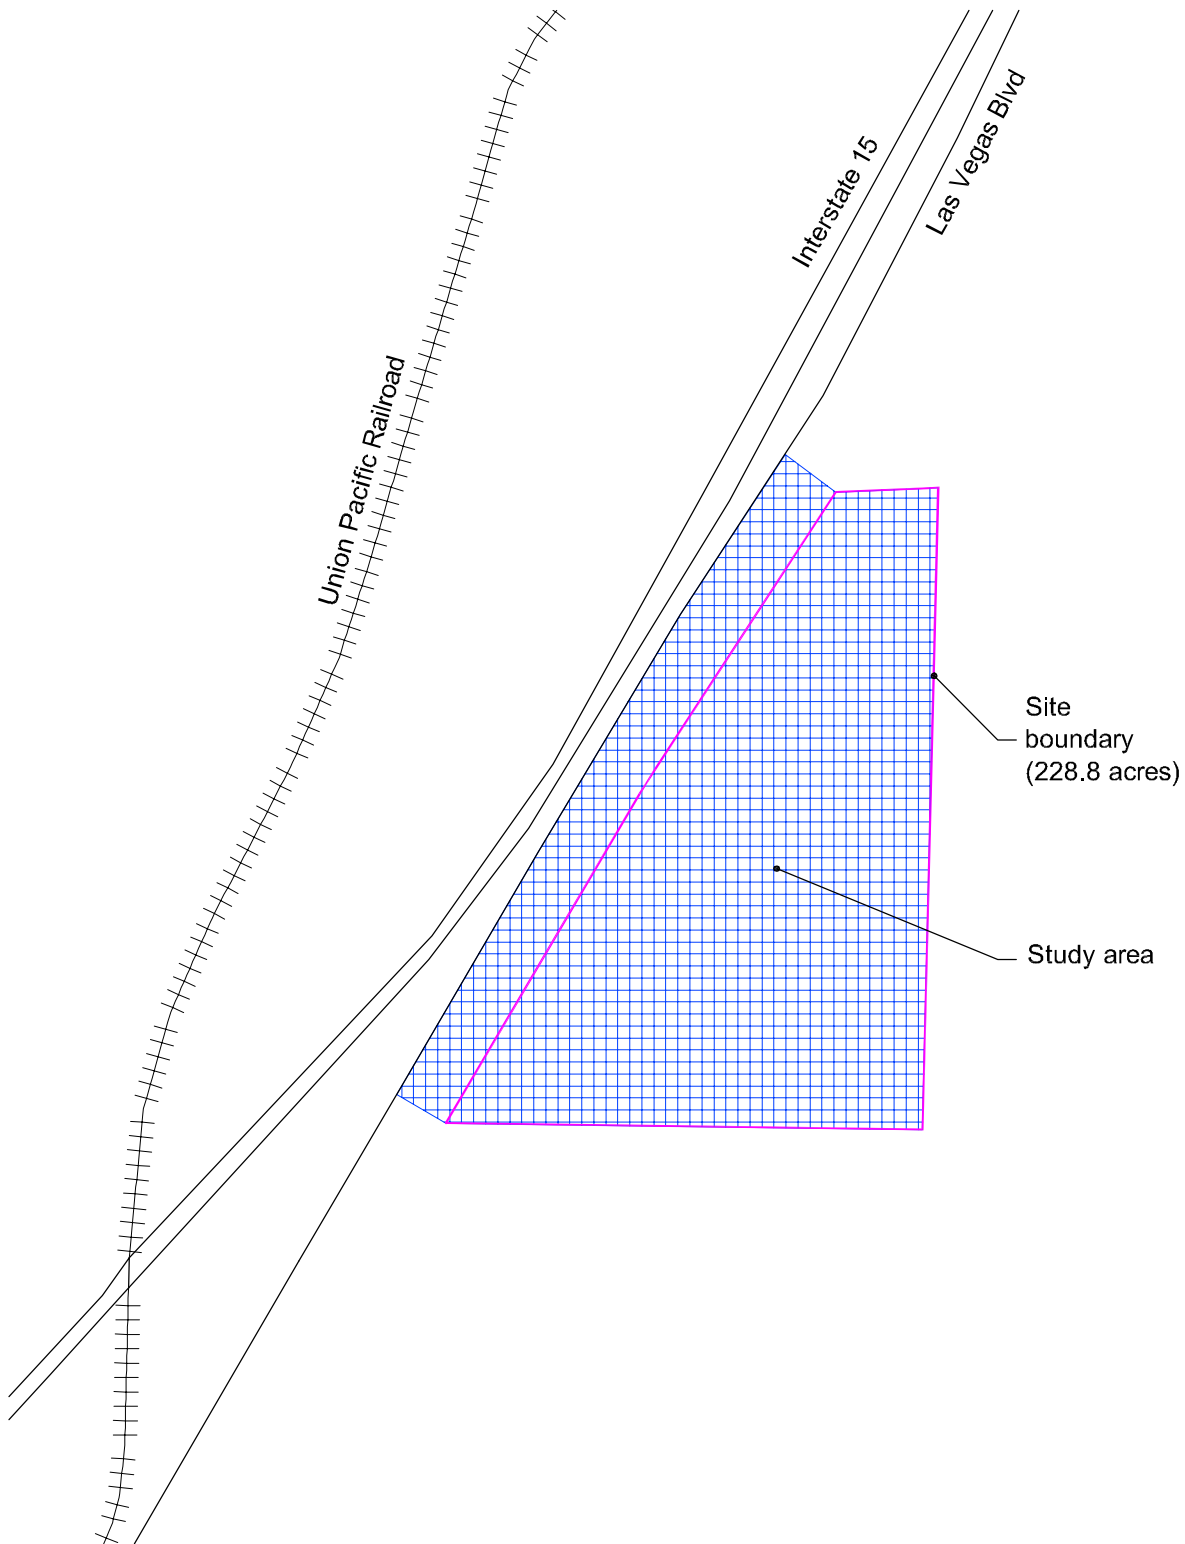 Interstate 15
Las Vegas Blvd
Union Pacific Railroad
Site
boundary
(228.8 acres)
Study area